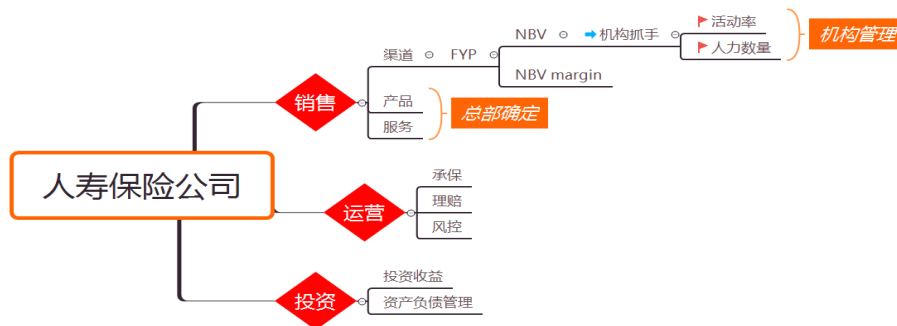 人寿保险公司
销售
渠道
FYP
NBV
机构抓手
活动率
人力数量
机构管理
NBV margin
产品
服务
总部确定
运营
承保
理赔
风控
投资
投资收益
资产负债管理